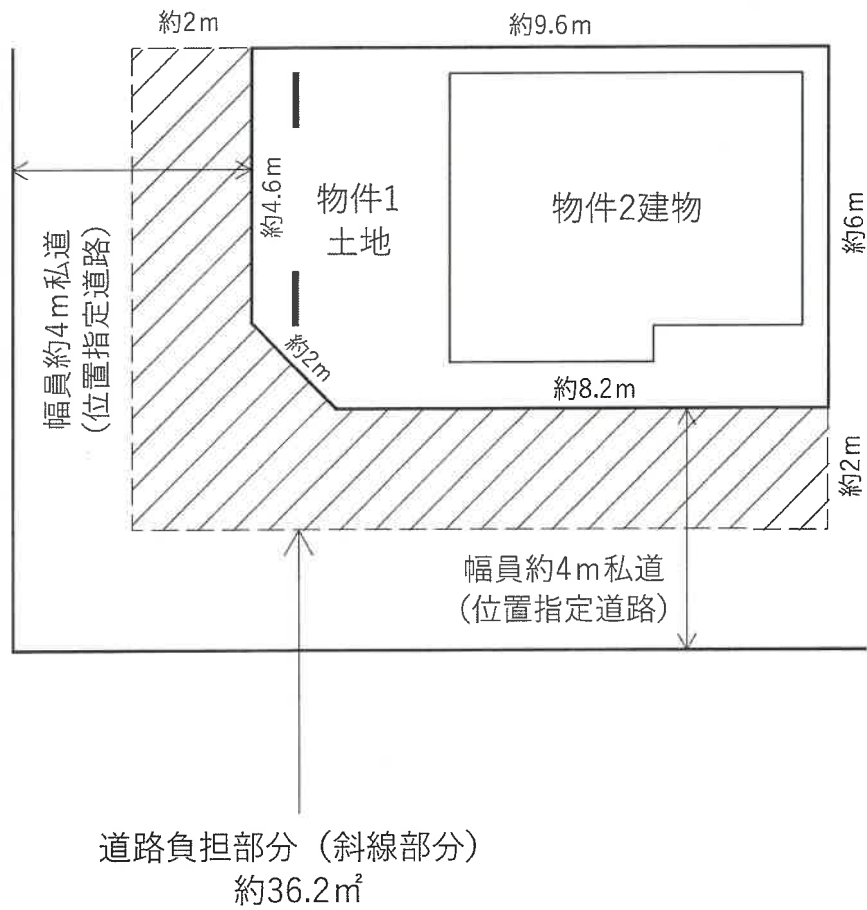 約2m
約9.6m
約4.6m
物件1
土地
物件2建物
約6m
幅員約4m私道
(位置指定道路)
約2m
約8.2m
約2m
幅員約4m私道
(位置指定道路)
道路負担部分（斜線部分）
約36.2㎡